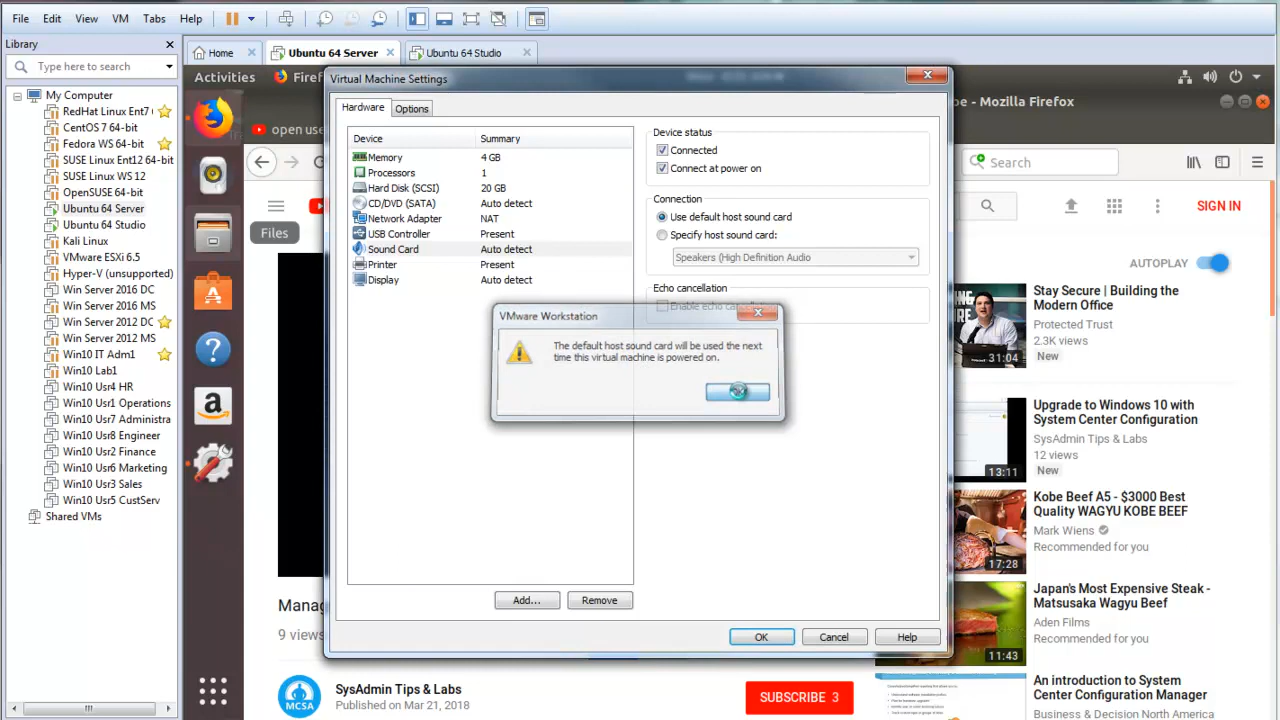 File Edit View VM Tabs Help
Library
Type here to search
My Computer
RedHat Linux Ent7
CentOS 7 64-bit
Fedora WS 64-bit
SUSE Linux Ent12 64-bit
SUSE Linux WS 12
OpenSUSE 64-bit
Ubuntu 64 Server
Ubuntu 64 Studio
Kali Linux
VMware ESXi 6.5
Hyper-V (unsupported)
Win Server 2016 DC
Win Server 2016 MS
Win Server 2012 DC
Win Server 2012 MS
Win10 IT Adm1
Win10 Lab1
Win10 Usr4 HR
Win10 Usr1 Operations
Win10 Usr7 Administra
Win10 Usr8 Engineer
Win10 Usr2 Finance
Win10 Usr6 Marketing
Win10 Usr3 Sales
Win10 Usr5 CustServ
Shared VMs
Home
Ubuntu 64 Server
Ubuntu 64 Studio
Activities
Firef
pe - Mozilla Firefox
open use
Search
Files
Virtual Machine Settings
Hardware
Options
Device Summary
Memory 4 GB
Processors 1
Hard Disk (SCSI) 20 GB
CD/DVD (SATA) Auto detect
Network Adapter NAT
USB Controller Present
Sound Card Auto detect
Printer Present
Display Auto detect
Add...
Remove
Device status
Connected
Connect at power on
Connection
Use default host sound card
Specify host sound card:
Speakers (High Definition Audio
Echo cancellation
Enable echo
VMware Workstation
The default host sound card will be used the next
time this virtual machine is powered on.
OK
Cancel
Help
SIGN IN
AUTOPLAY
Stay Secure | Building the
Modern Office
Protected Trust
2.3K views
New
31:04
Upgrade to Windows 10 with
System Center Configuration
SysAdmin Tips & Labs
12 views
New
13:11
Kobe Beef A5 - $3000 Best
Quality WAGYU KOBE BEEF
Mark Wiens
Recommended for you
17:28
Japan's Most Expensive Steak -
Matsusaka Wagyu Beef
Aden Films
Recommended for you
11:43
An introduction to System
Center Configuration Manager
Business & Decision North America
Manag
9 views
MCSA
SysAdmin Tips & Labs
Published on Mar 21, 2018
SUBSCRIBE 3